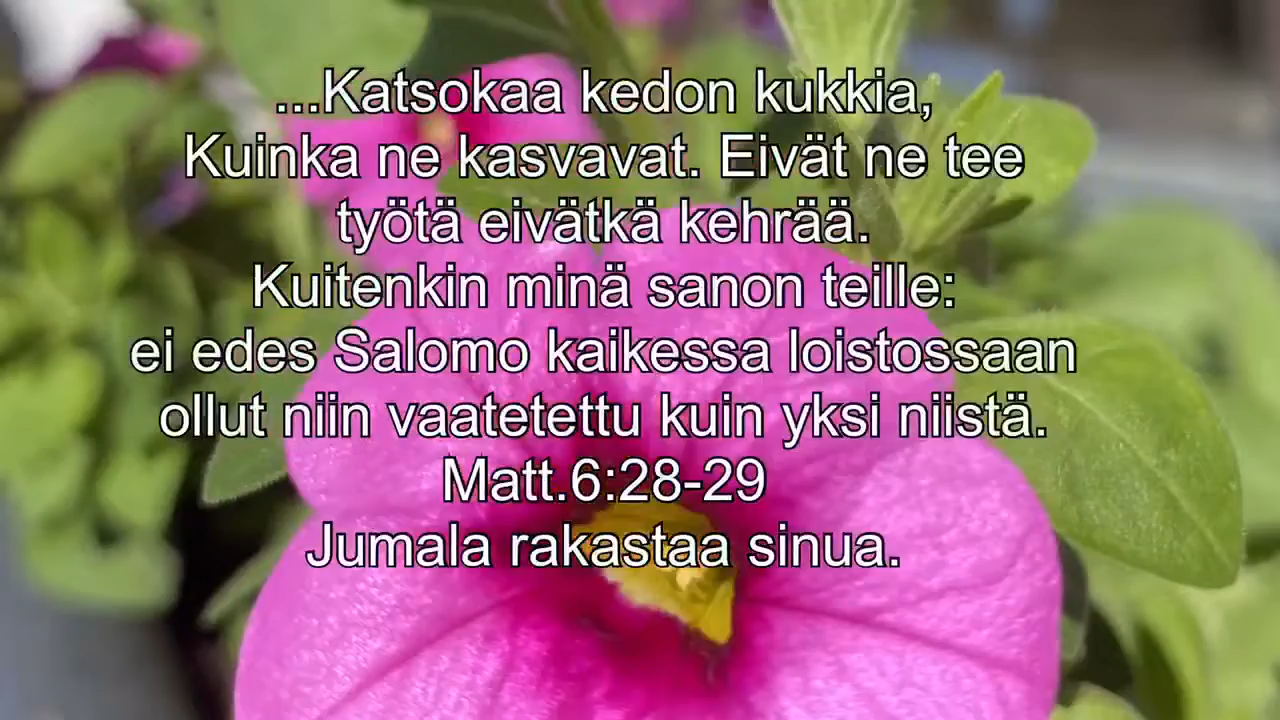 ...Katsokaa kedon kukkia,
Kuinka ne kasvavat. Eivät ne tee
työtä eivätkä kehrää.
Kuitenkin minä sanon teille:
ei edes Salomo kaikessa loistossaan
ollut niin vaatetettu kuin yksi niistä.
Matt.6:28-29
Jumala rakastaa sinua.